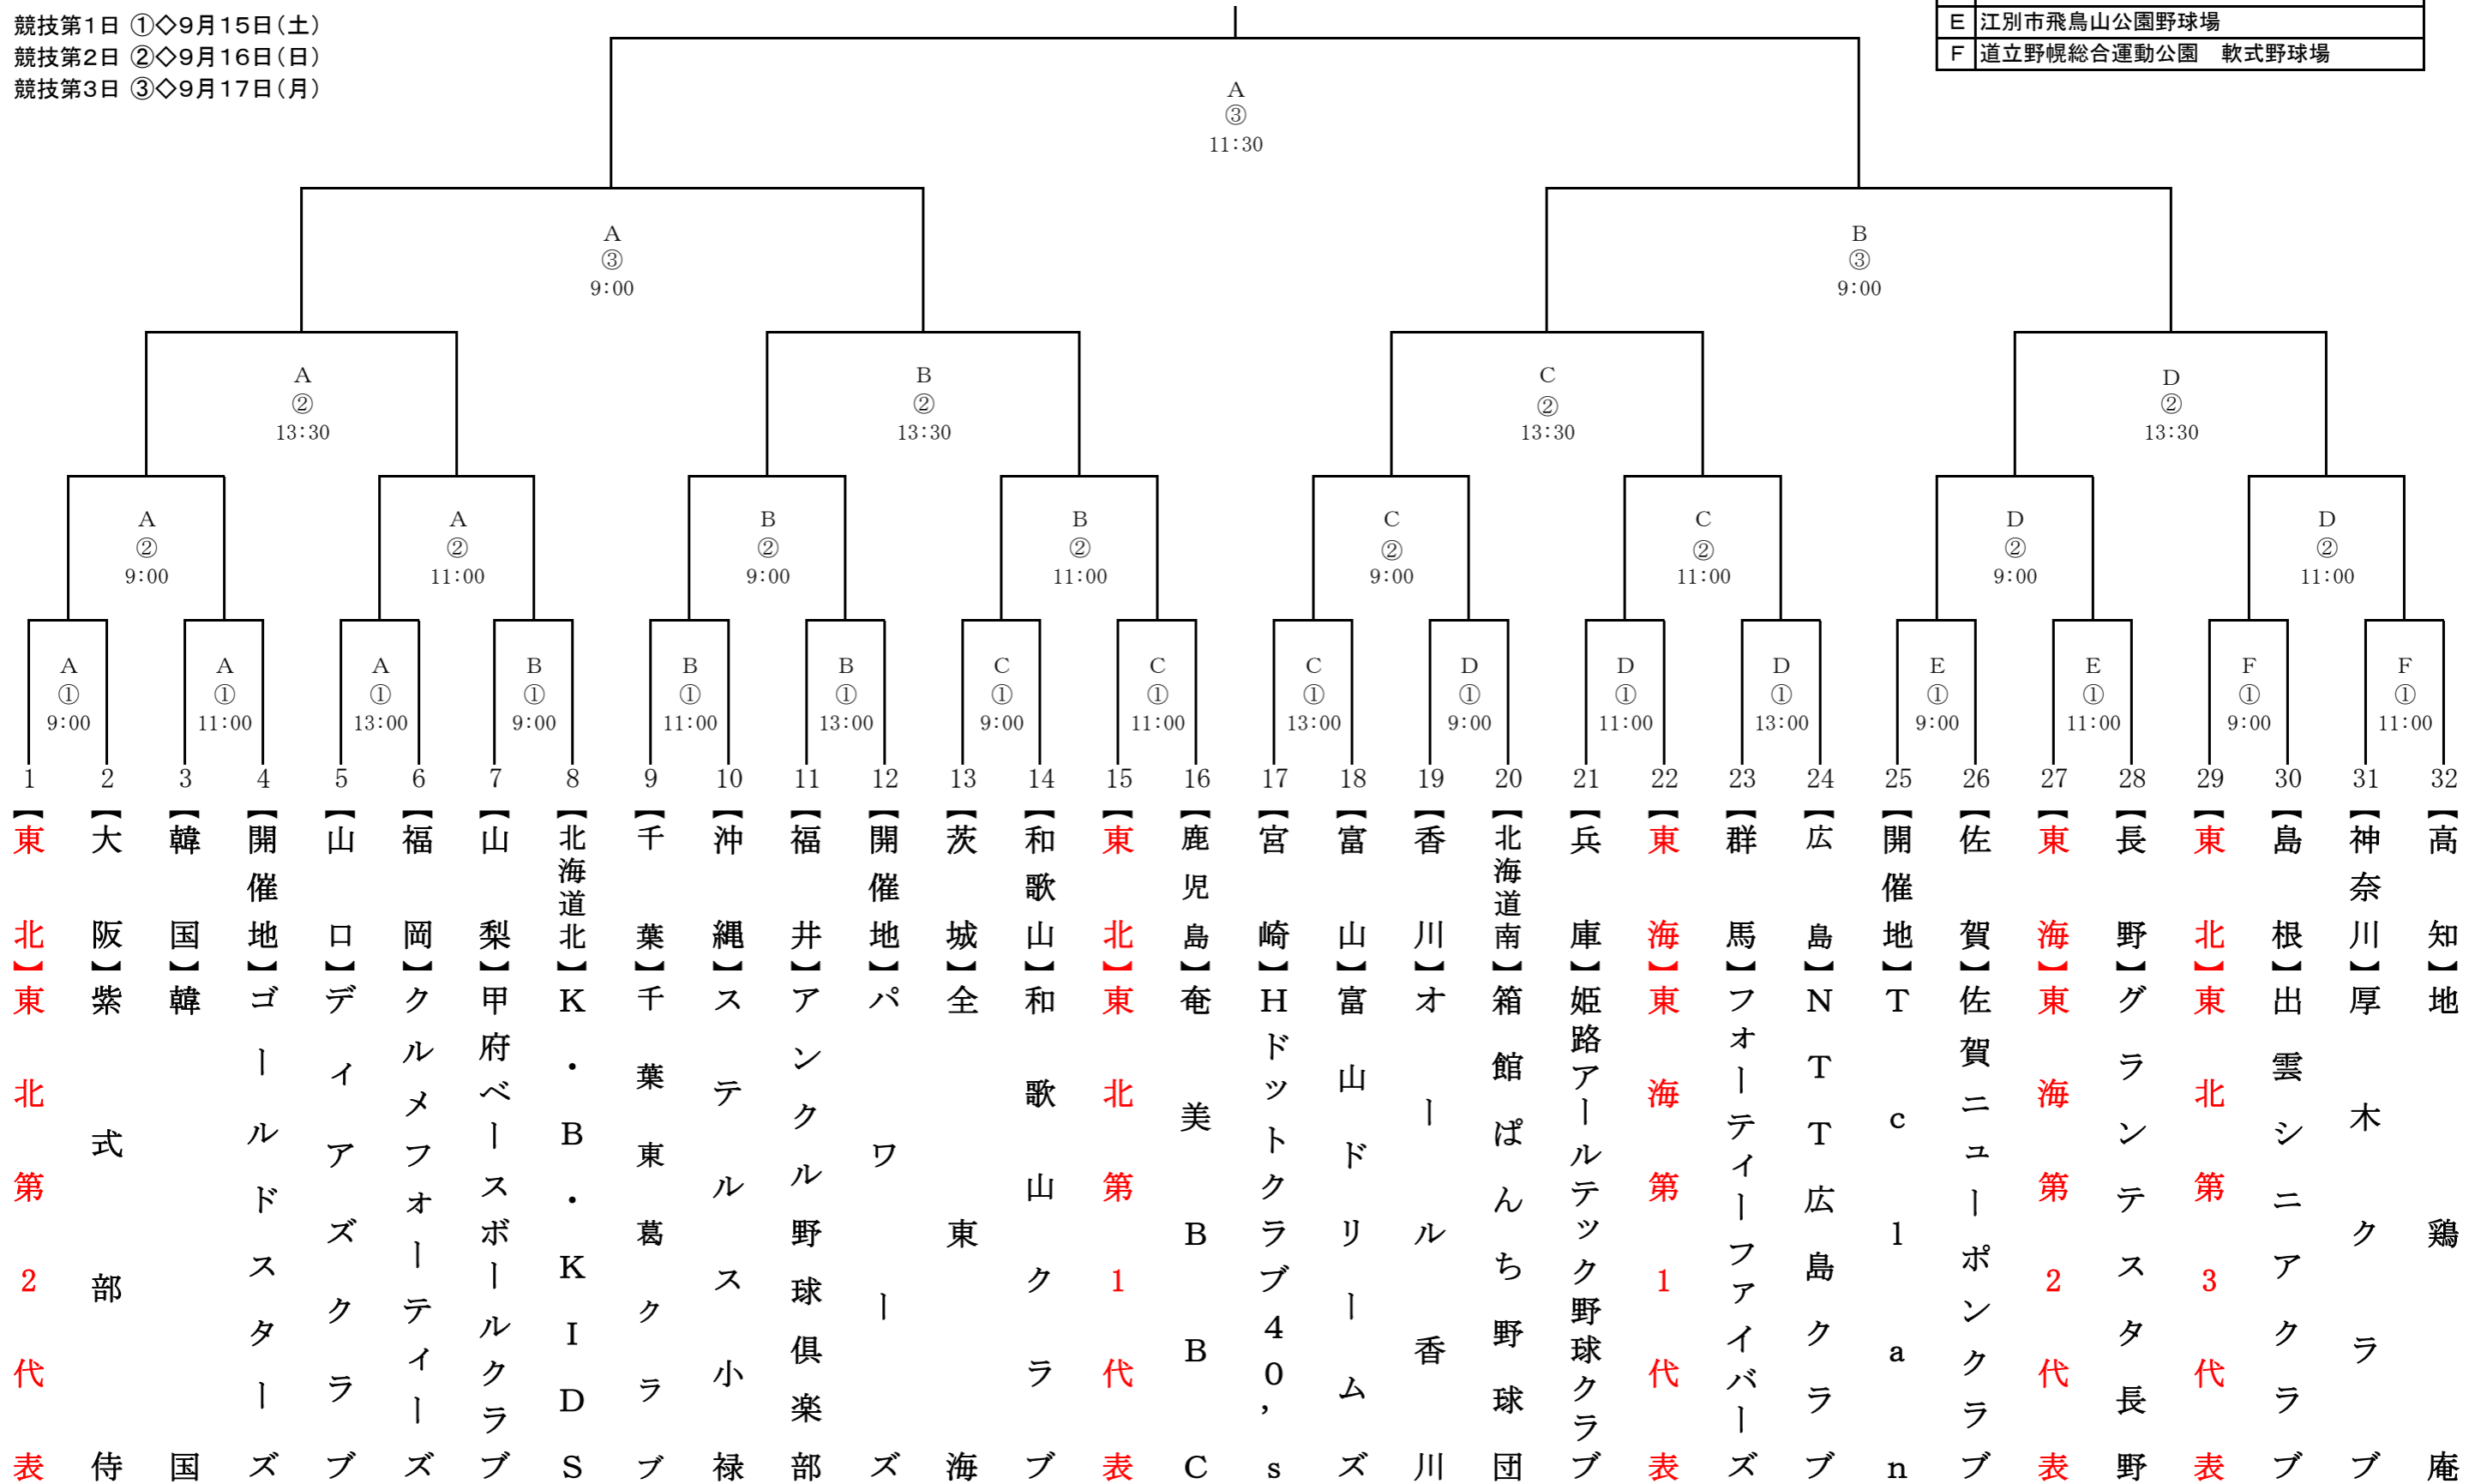 競技第1日 ①◇9月15日(土)
競技第2日 ②◇9月16日(日)
競技第3日 ③◇9月17日(月)
E 江別市飛鳥山公園野球場
F 道立野幌総合運動公園　軟式野球場
A
③
11:30
A
③
9:00
B
③
9:00
A
②
13:30
B
②
13:30
C
②
13:30
D
②
13:30
A
②
9:00
A
②
11:00
B
②
9:00
B
②
11:00
C
②
9:00
C
②
11:00
D
②
9:00
D
②
11:00
A
①
9:00
A
①
11:00
A
①
13:00
B
①
9:00
B
①
11:00
B
①
13:00
C
①
9:00
C
①
11:00
C
①
13:00
D
①
9:00
D
①
11:00
D
①
13:00
E
①
9:00
E
①
11:00
F
①
9:00
F
①
11:00
1【東北】東北第2代表
2【大阪】紫式部侍
3【韓国】韓国
4【開催地】ゴールドスターズ
5【山口】ディアズクラブ
6【福岡】クルメフォーティーズ
7【山梨】甲府ベースボールクラブ
8【北海道北】K・B・KIDS
9【千葉】千葉東葛クラブ
10【沖縄】ステルス小禄
11【福井】アンクル野球倶楽部
12【開催地】パワーズ
13【茨城】全東海
14【和歌山】和歌山クラブ
15【東北】東北第1代表
16【鹿児島】奄美BBC
17【宮崎】Hドットクラブ40's
18【富山】富山ドリームズ
19【香川】オール香川
20【北海道南】箱館ぱんち野球団
21【兵庫】姫路アールテック野球クラブ
22【東海】東海第1代表
23【群馬】フォーティーファイバーズ
24【広島】NTT広島クラブ
25【開催地】Tclan
26【佐賀】佐賀ニューポンクラブ
27【東海】東海第2代表
28【長野】グランテスタ長野
29【東北】東北第3代表
30【島根】出雲シニアクラブ
31【神奈川】厚木クラブ
32【高知】地鶏庵